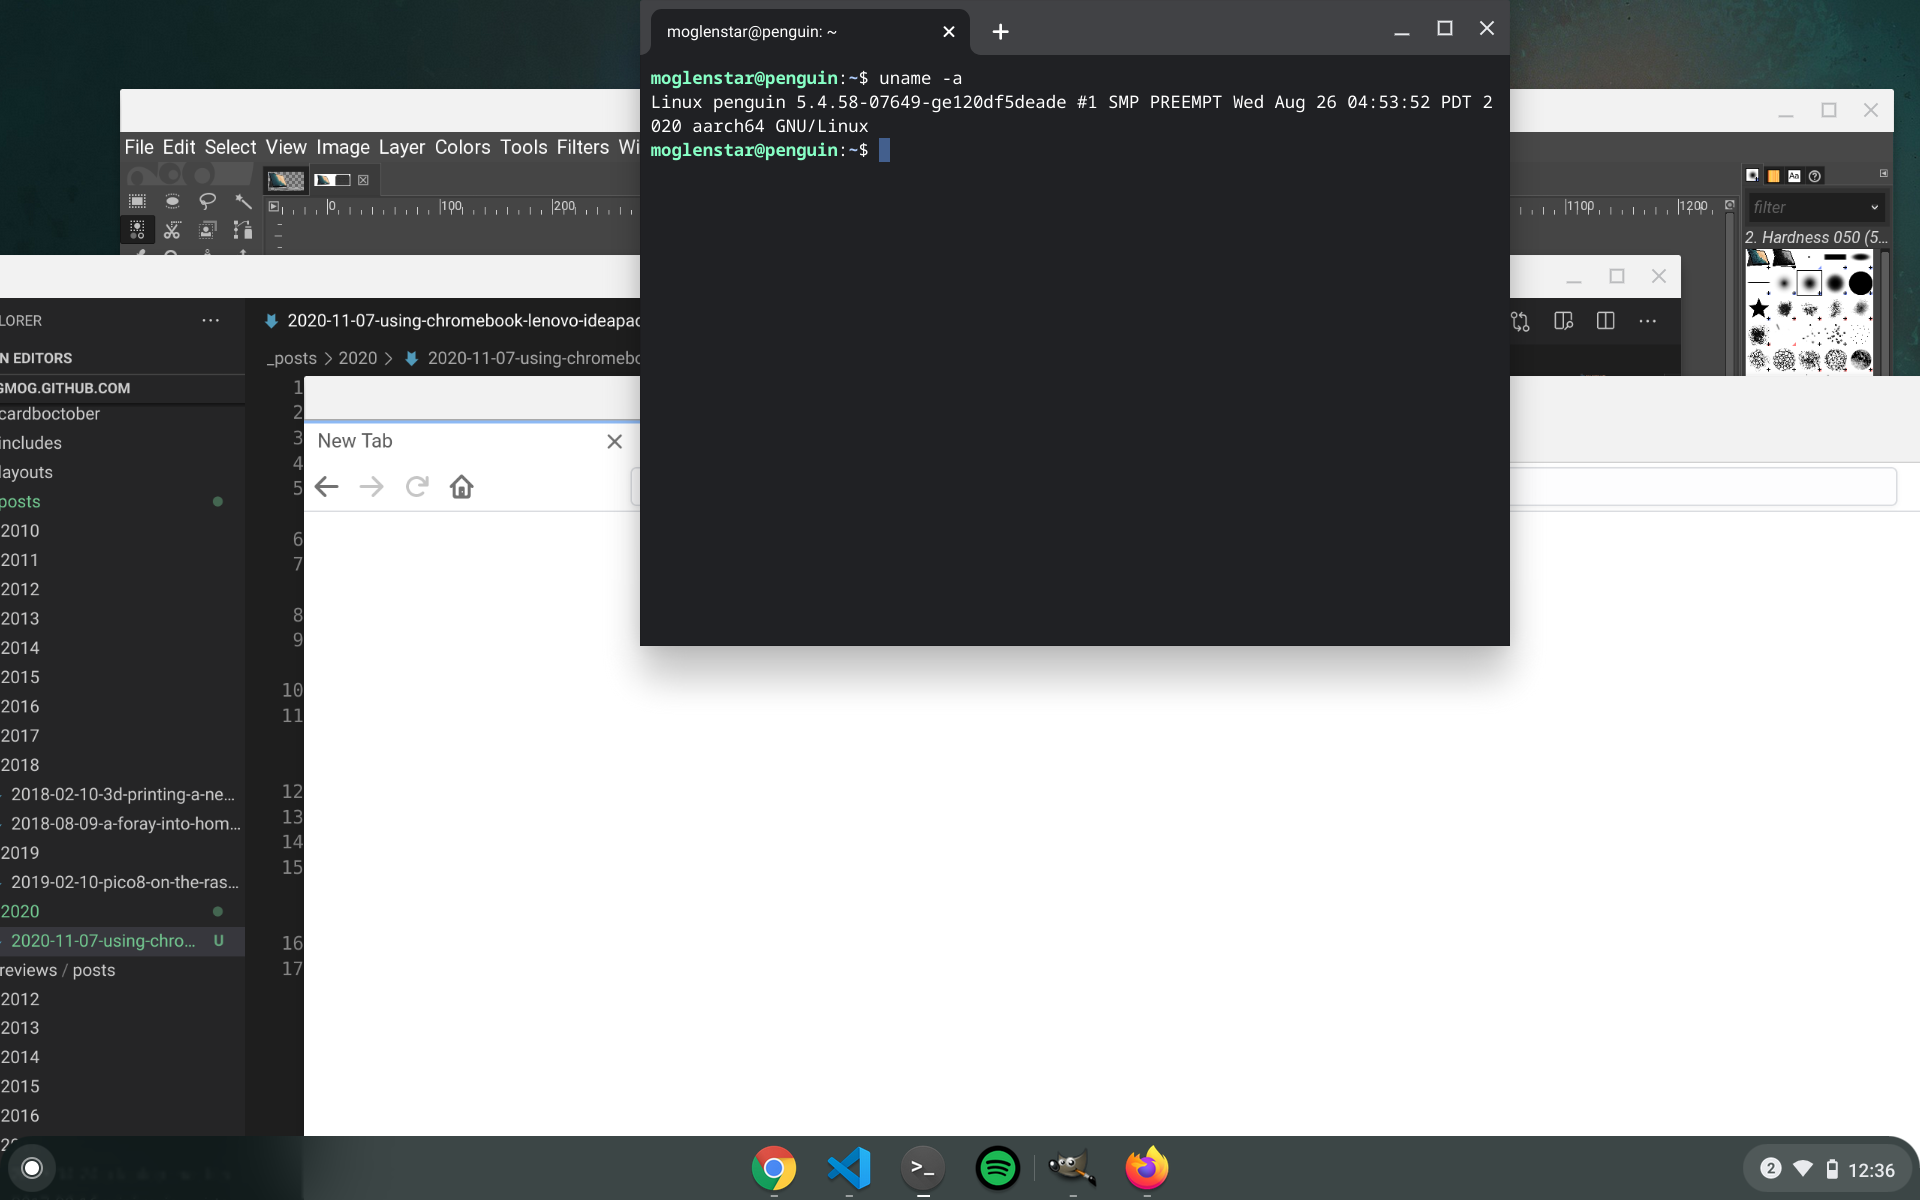 moglenstar@penguin: ~
moglenstar@penguin:~$ uname -a
Linux penguin 5.4.58-07649-ge120df5deade #1 SMP PREEMPT Wed Aug 26 04:53:52 PDT 2
020 aarch64 GNU/Linux
moglenstar@penguin:~$
File Edit Select View Image Layer Colors Tools Filters Wi
0 100 200 1100 1200
Aa
filter
2. Hardness 050 (5...
LORER
2020-11-07-using-chromebook-lenovo-ideapad
N EDITORS
_posts > 2020 > 2020-11-07-using-chromebo
GMOG.GITHUB.COM
cardboctober
includes
layouts
posts
2010
2011
2012
2013
2014
2015
2016
2017
2018
2018-02-10-3d-printing-a-ne...
2018-08-09-a-foray-into-hom...
2019
2019-02-10-pico8-on-the-ras...
2020
2020-11-07-using-chro... U
reviews / posts
2012
2013
2014
2015
2016
1
2
3
4
5
6
7
8
9
10
11
12
13
14
15
16
17
New Tab
>_
2
12:36